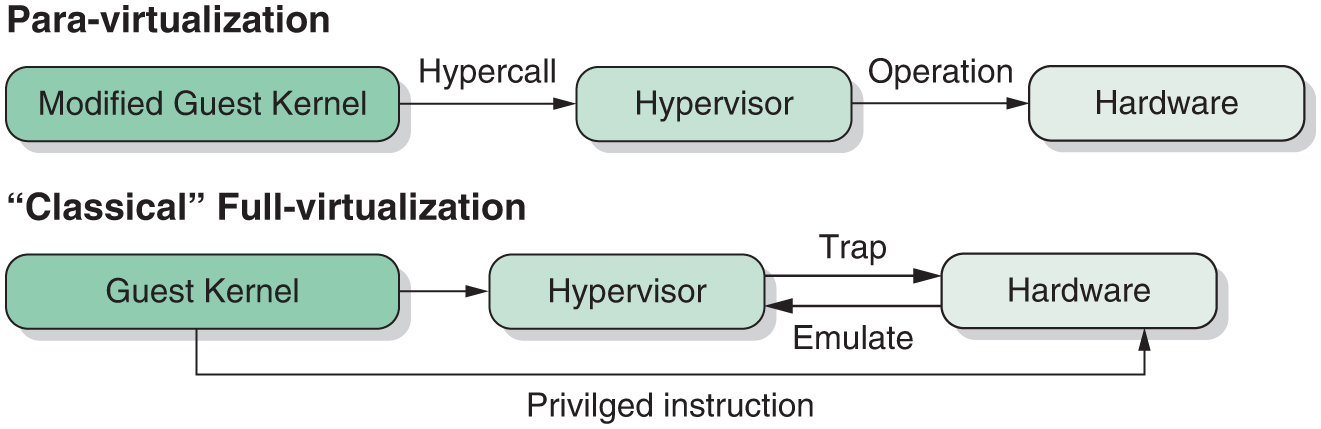 Para-virtualization
Modified Guest Kernel
Hypercall
Hypervisor
Operation
Hardware
“Classical” Full-virtualization
Guest Kernel
Hypervisor
Trap
Emulate
Hardware
Privilged instruction